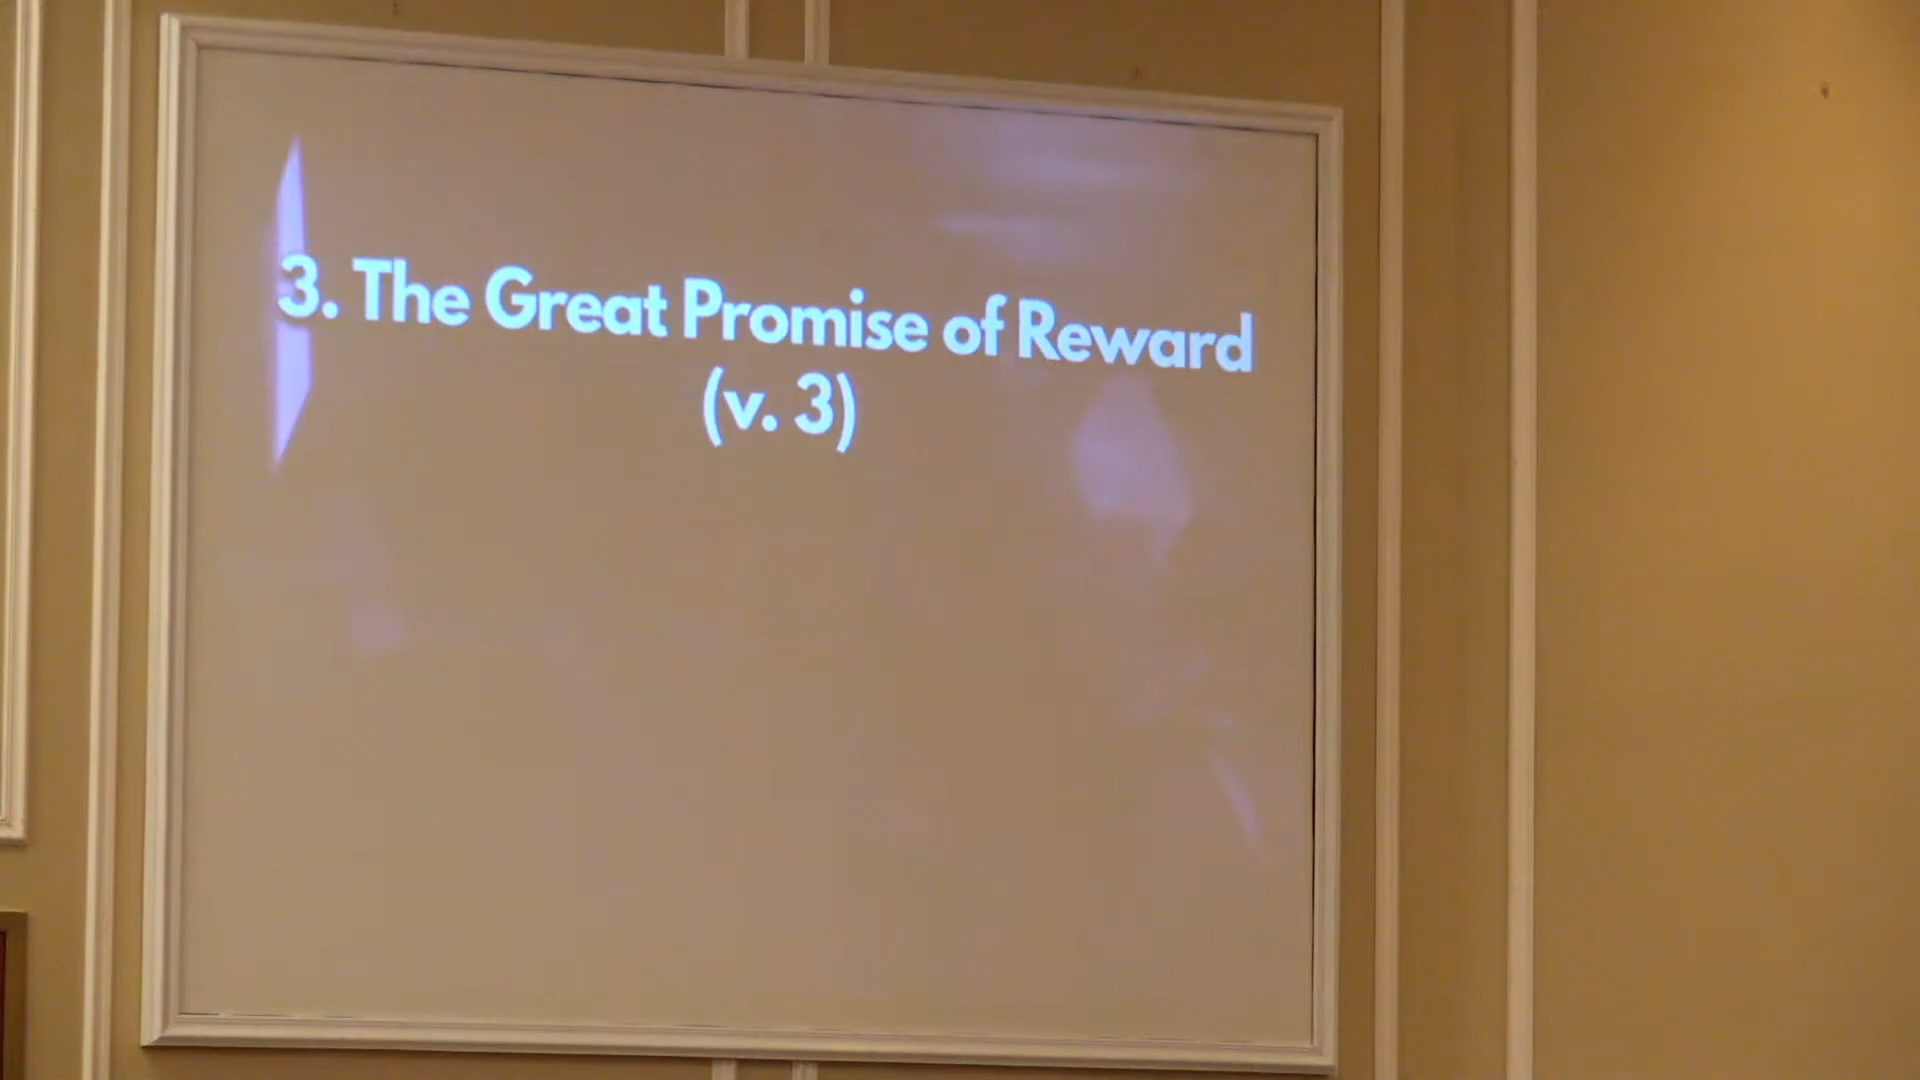 3. The Great Promise of Reward
(v. 3)